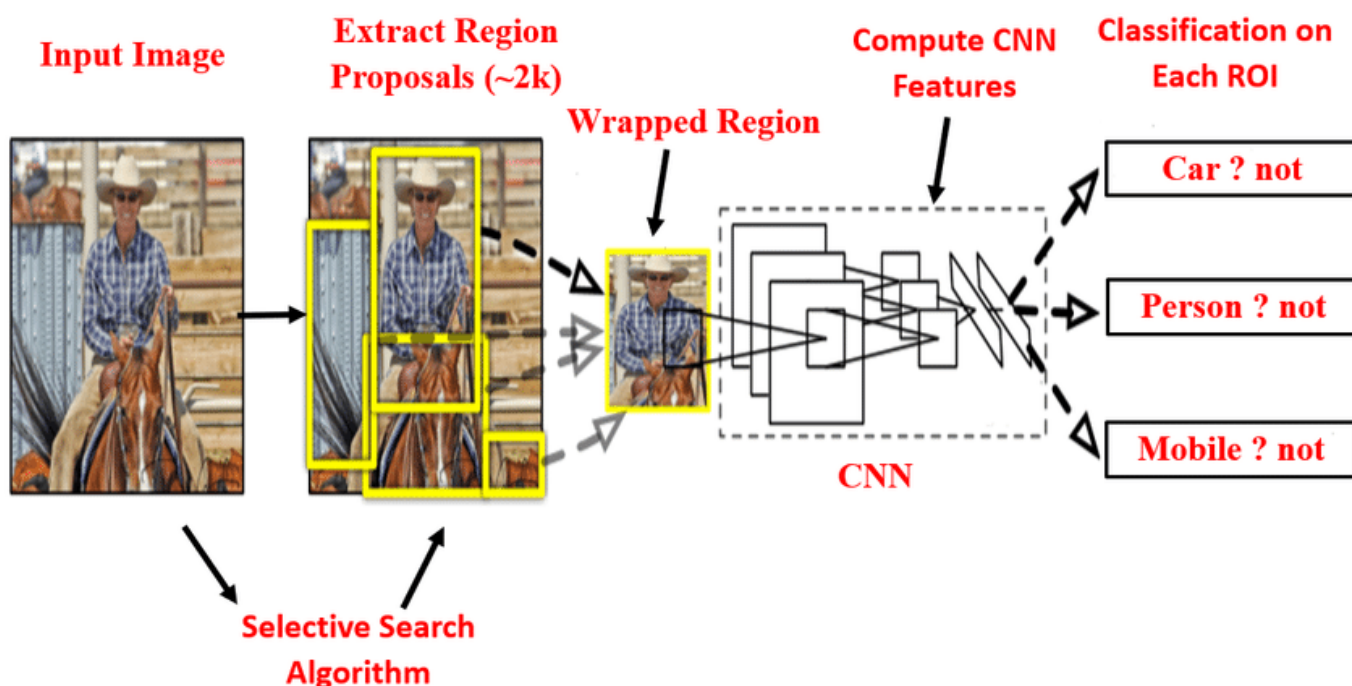 Input Image
Extract Region
Proposals (~2k)
Wrapped Region
Compute CNN
Features
Classification on
Each ROI
Car ? not
Person ? not
Mobile ? not
CNN
Selective Search
Algorithm